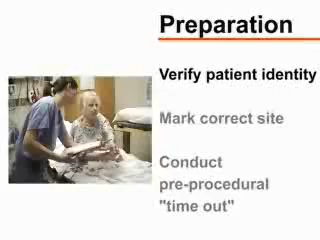 Preparation
Verify patient identity
Mark correct site
Conduct
pre-procedural
"time out"